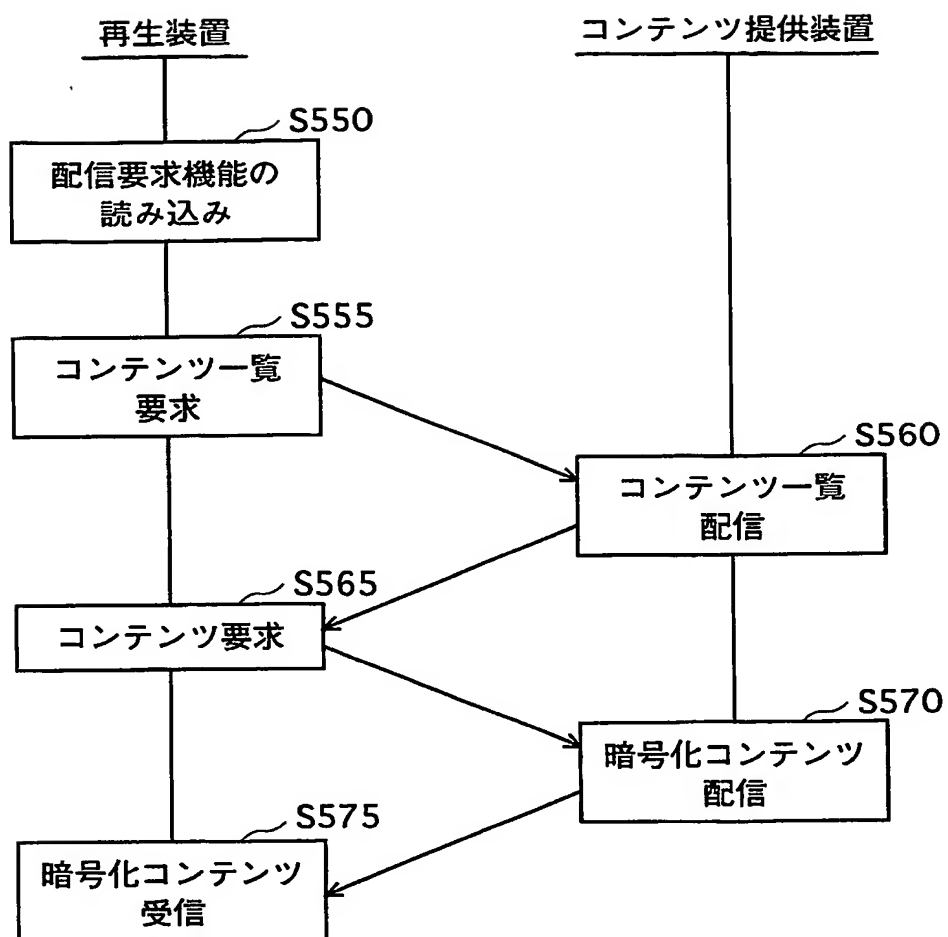 再生装置
コンテンツ提供装置
S550
配信要求機能の
読み込み
S555
コンテンツ一覧
要求
S560
コンテンツ一覧
配信
S565
コンテンツ要求
S570
暗号化コンテンツ
配信
S575
暗号化コンテンツ
受信